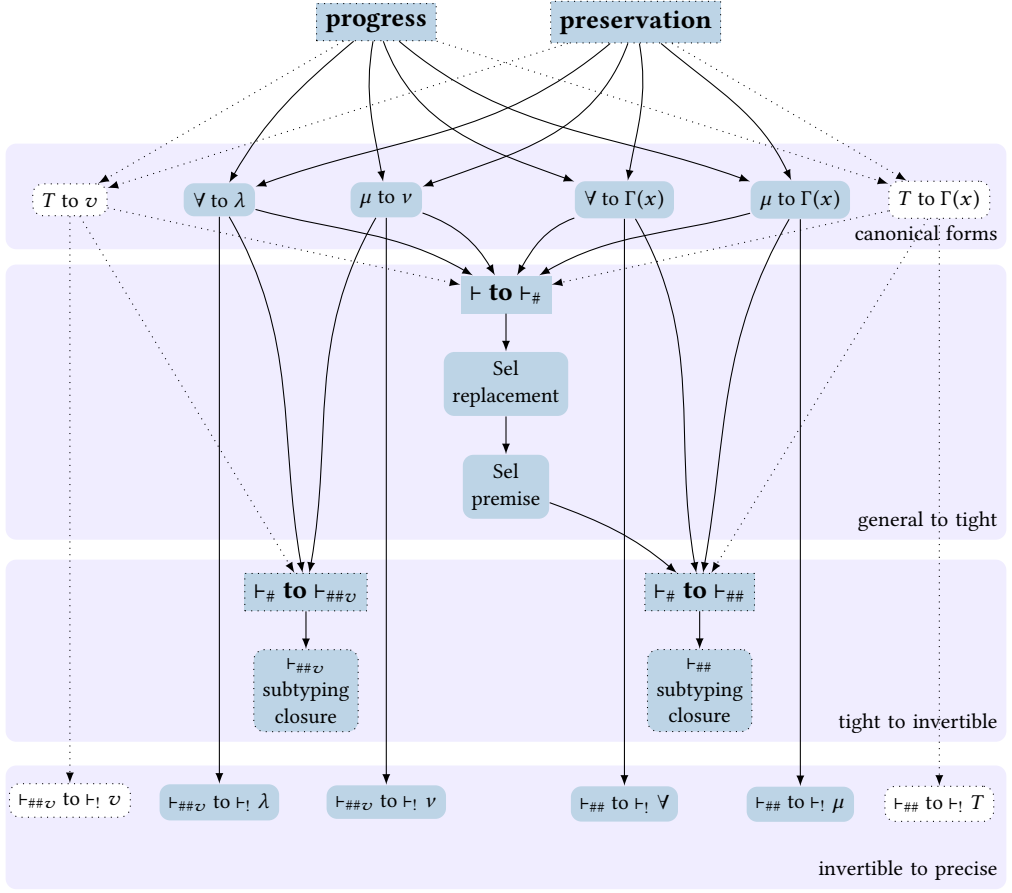 progress
preservation
T to v
∀ to λ
μ to ν
∀ to Γ(x)
μ to Γ(x)
T to Γ(x)
canonical forms
⊢ to ⊢#
Sel
replacement
Sel
premise
general to tight
⊢# to ⊢##v
⊢# to ⊢##
⊢##v
subtyping
closure
⊢##
subtyping
closure
tight to invertible
⊢##v to ⊢! v
⊢##v to ⊢! λ
⊢##v to ⊢! ν
⊢## to ⊢! ∀
⊢## to ⊢! μ
⊢## to ⊢! T
invertible to precise